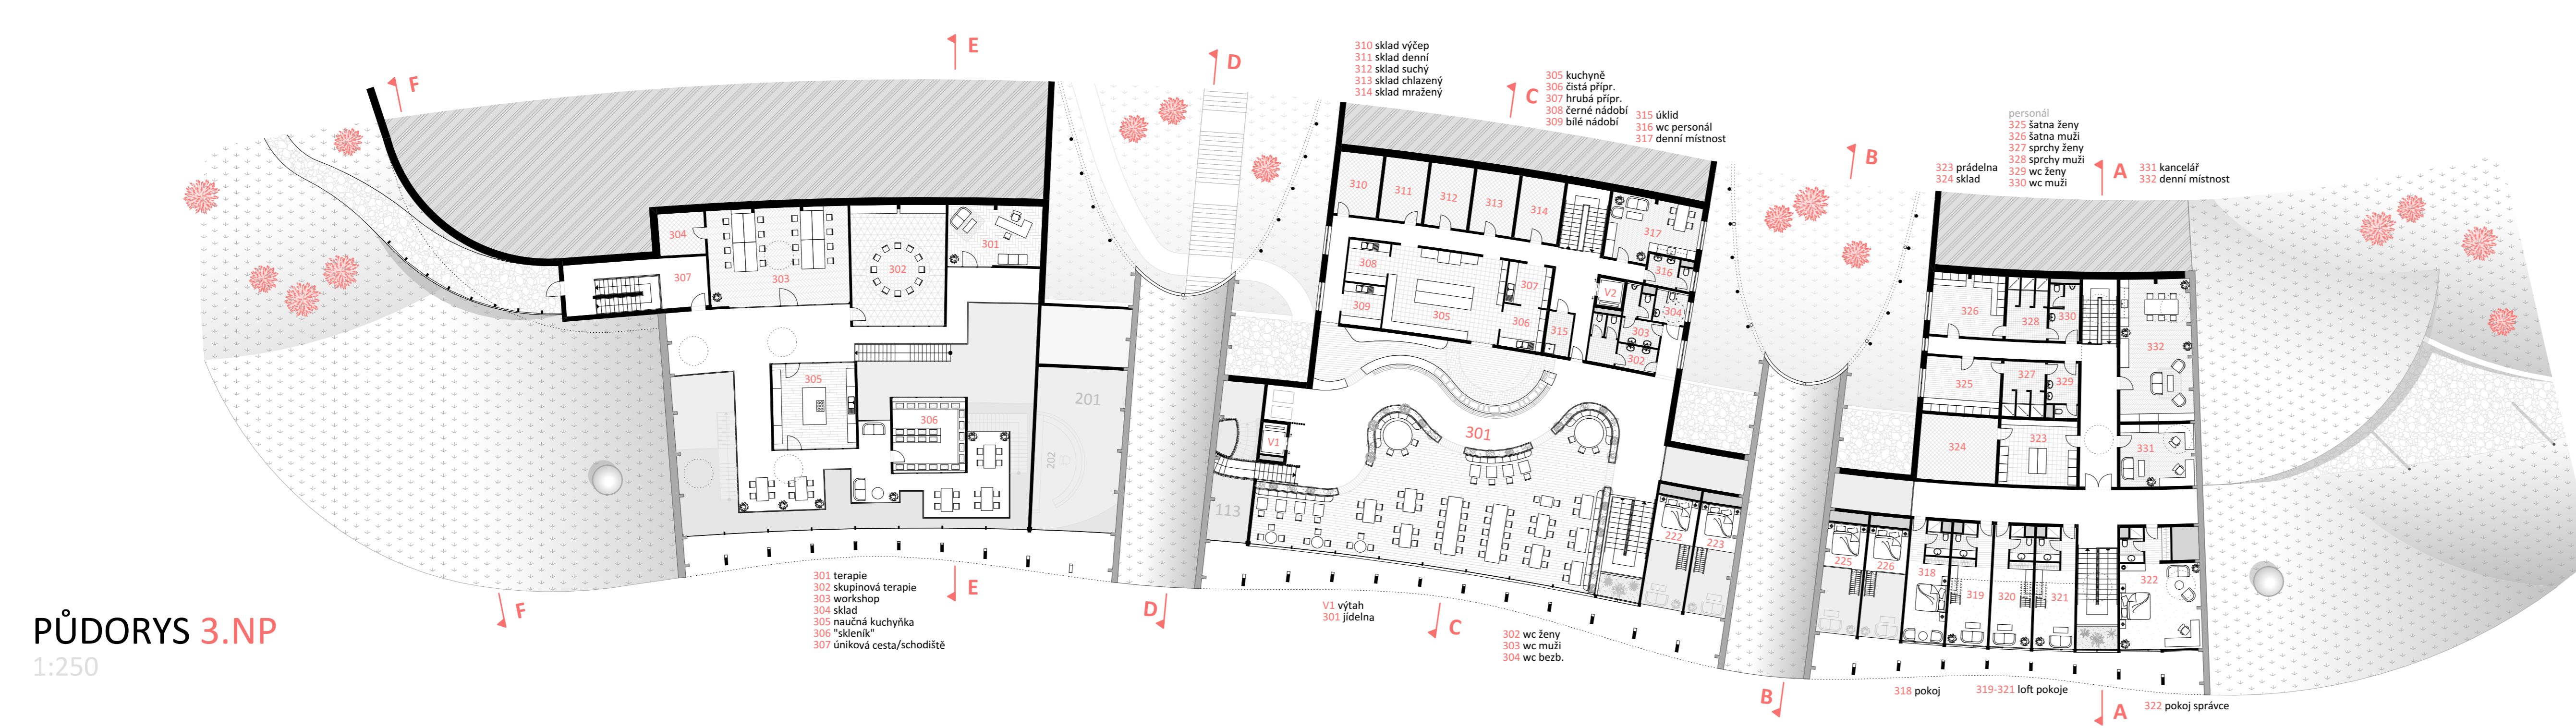 E
F
D
310 sklad výčep
311 sklad denní
312 sklad suchý
313 sklad chlazený
314 sklad mražený
C
305 kuchyně
306 čistá přípr.
307 hrubá přípr.
308 černé nádobí
309 bílé nádobí
315 úklid
316 wc personál
317 denní místnost
B
323 prádelna
324 sklad
personál
325 šatna ženy
326 šatna muži
327 sprchy ženy
328 sprchy muži
329 wc ženy
330 wc muži
A
331 kancelář
332 denní místnost
304
307
303
302
301
305
306
201
202
310
311
312
313
314
317
316
308
309
305
307
306
315
V2
304
303
302
V1
301
113
222
223
326
328
330
332
325
327
329
324
323
331
225
226
318
319
320
321
322
F
301 terapie
302 skupinová terapie
303 workshop
304 sklad
305 naučná kuchyňka
306 "skleník"
307 úniková cesta/schodiště
E
D
V1 výtah
301 jídelna
C
302 wc ženy
303 wc muži
304 wc bezb.
B
318 pokoj
319-321 loft pokoje
A
322 pokoj správce
PŮDORYS 3.NP
1:250